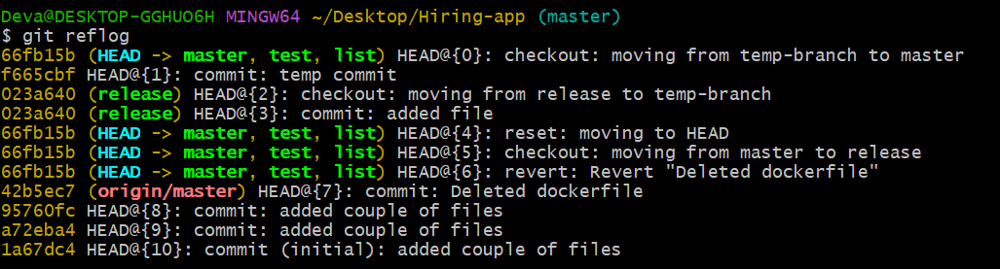 Deva@DESKTOP-GGHUO6H MINGW64 ~/Desktop/Hiring-app (master)
$ git reflog
66fb15b (HEAD -> master, test, list) HEAD@{0}: checkout: moving from temp-branch to master
f665cbf HEAD@{1}: commit: temp commit
023a640 (release) HEAD@{2}: checkout: moving from release to temp-branch
023a640 (release) HEAD@{3}: commit: added file
66fb15b (HEAD -> master, test, list) HEAD@{4}: reset: moving to HEAD
66fb15b (HEAD -> master, test, list) HEAD@{5}: checkout: moving from master to release
66fb15b (HEAD -> master, test, list) HEAD@{6}: revert: Revert "Deleted dockerfile"
42b5ec7 (origin/master) HEAD@{7}: commit: Deleted dockerfile
95760fc HEAD@{8}: commit: added couple of files
a72eba4 HEAD@{9}: commit: added couple of files
1a67dc4 HEAD@{10}: commit (initial): added couple of files